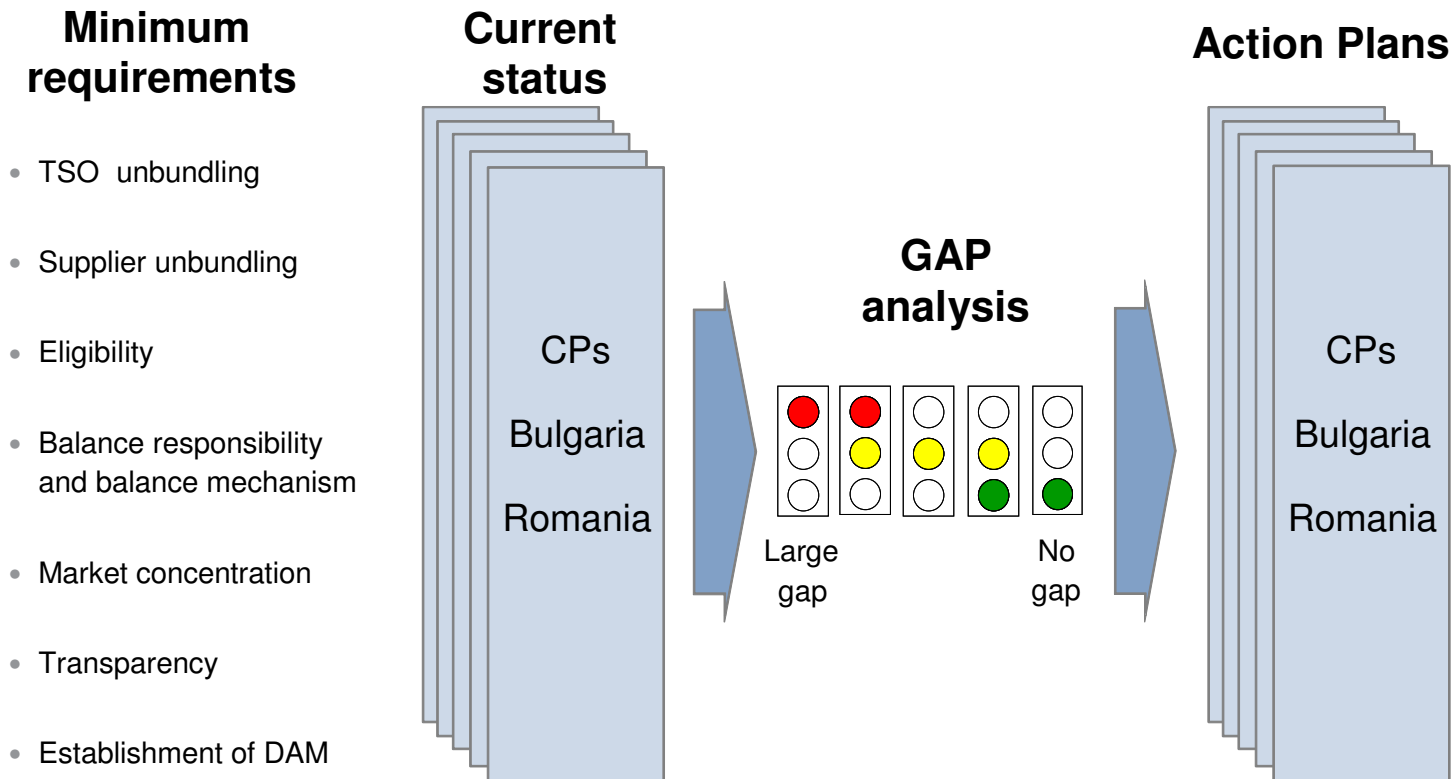 Minimum
requirements
• TSO unbundling
• Supplier unbundling
• Eligibility
• Balance responsibility
and balance mechanism
• Market concentration
• Transparency
• Establishment of DAM
Current
status
CPs
Bulgaria
Romania
GAP
analysis
Large
gap
No
gap
Action Plans
CPs
Bulgaria
Romania